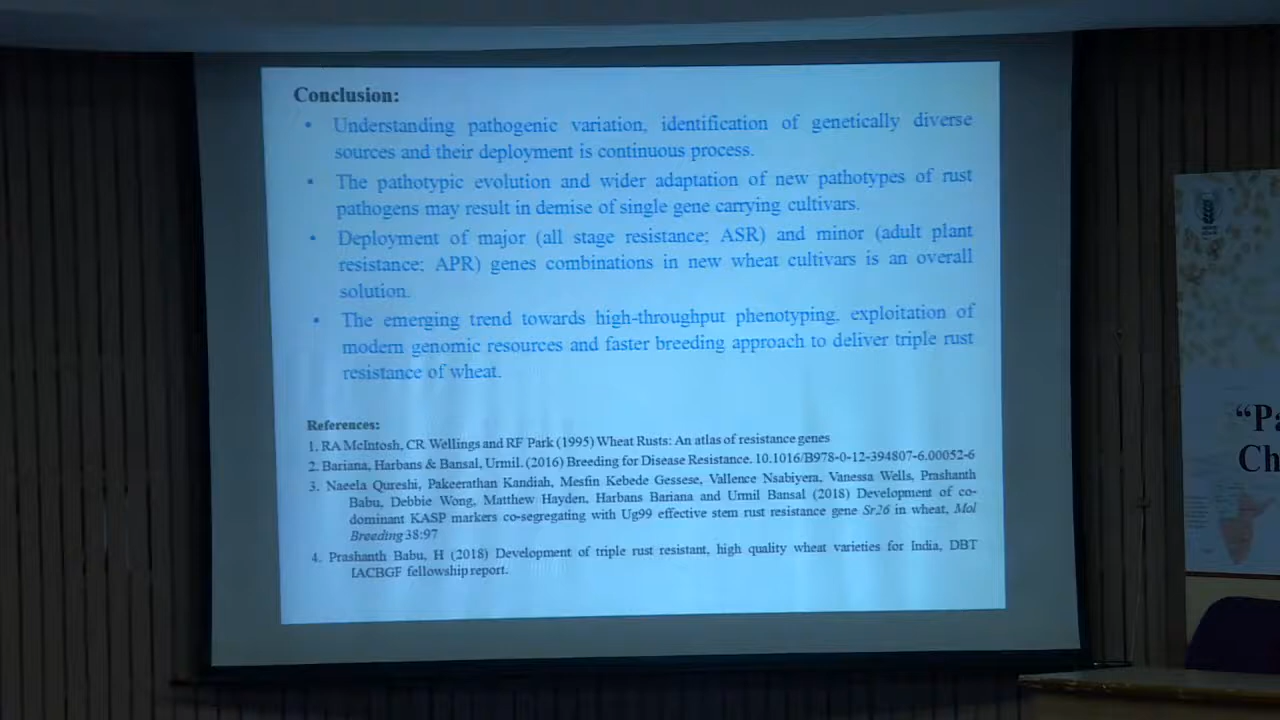 Conclusion:
• Understanding pathogenic variation, identification of genetically diverse
sources and their deployment is continuous process.
• The pathotypic evolution and wider adaptation of new pathotypes of rust
pathogens may result in demise of single gene carrying cultivars.
• Deployment of major (all stage resistance; ASR) and minor (adult plant
resistance; APR) genes combinations in new wheat cultivars is an overall
solution.
• The emerging trend towards high-throughput phenotyping, exploitation of
modern genomic resources and faster breeding approach to deliver triple rust
resistance of wheat.
References:
1. RA McIntosh, CR Wellings and RF Park (1995) Wheat Rusts: An atlas of resistance genes
2. Bariana, Harbans & Bansal, Urmil. (2016) Breeding for Disease Resistance. 10.1016/B978-0-12-394807-6.00052-6
3. Naeela Qureshi, Pakeerathan Kandiah, Mesfin Kebede Gessese, Vallence Nsabiyera, Vanessa Wells, Prashanth
Babu, Debbie Wong, Matthew Hayden, Harbans Bariana and Urmil Bansal (2018) Development of co-
dominant KASP markers co-segregating with Ug99 effective stem rust resistance gene Sr26 in wheat, Mol
Breeding 38:97
4. Prashanth Babu, H (2018) Development of triple rust resistant, high quality wheat varieties for India, DBT
IACBGF fellowship report.
“Pa
Ch